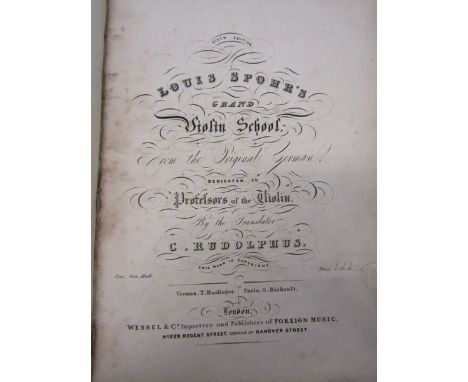 SIXTH EDITION
LOUIS SPOHR'S
GRAND
Violin School.
From the Original German.
DEDICATED TO
Profesors of the Violin,
By the Translator
C. RUDOLPHUS.
THIS WORK IS COPYRIGHT.
Ent. Sta. Hall. Price
Vienna, T. Haslinger. Paris, S. Richault.
London,
WESSEL & Co. Importers and Publishers of FOREIGN MUSIC,
No. 229 REGENT STREET, CORNER OF HANOVER STREET.